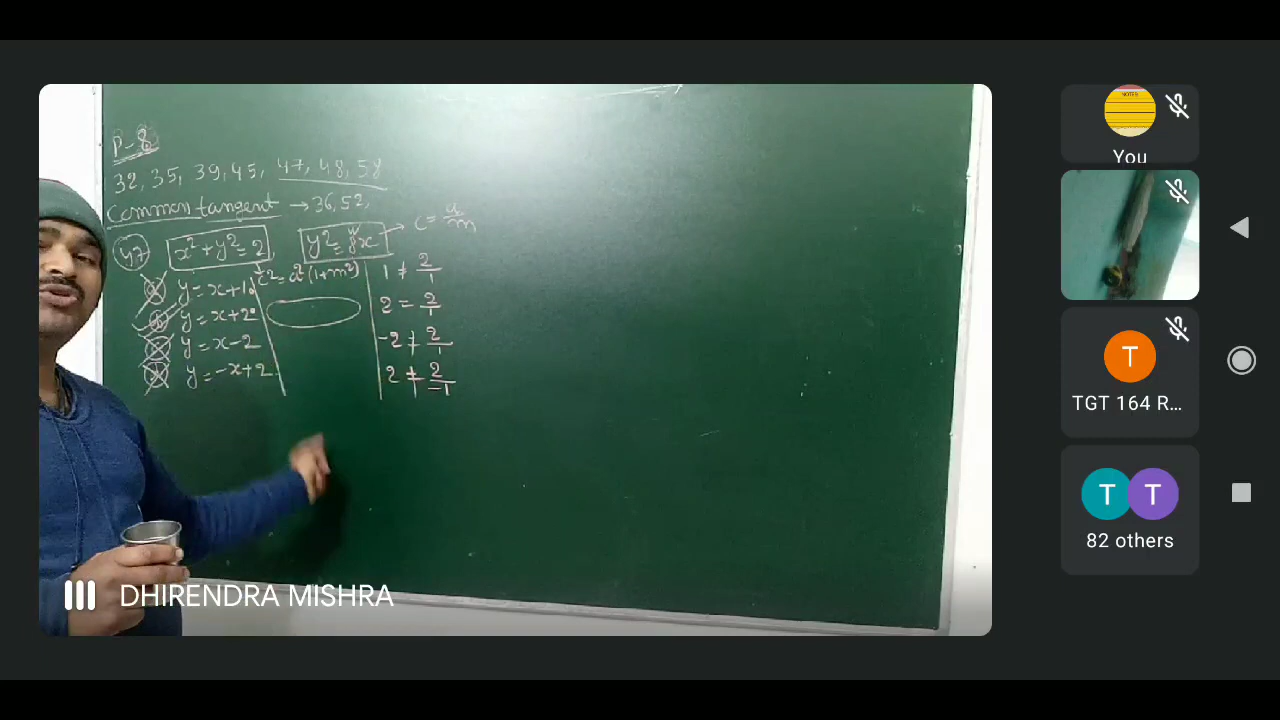 P-8
32, 35, 39, 45, 47, 48, 58
Common tangent → 36, 52,
47 x² + y² = 2, y² = 8x → c = a/m
c² = a²(1+m²)
y = x+1 1 ≠ 2/1
y = x+2 2 = 2/1
y = x-2 -2 ≠ 2/1
y = -x+2 2 ≠ 2/-1
DHIRENDRA MISHRA
NOTES
You
T
TGT 164 R...
T T
82 others